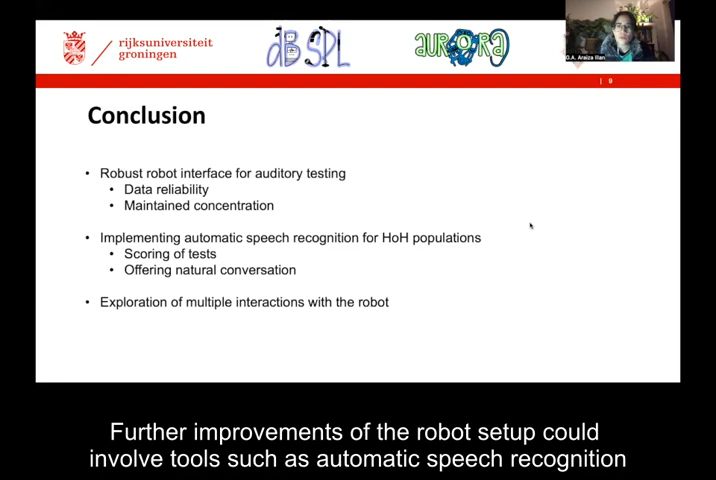 rijksuniversiteit
groningen
dB SPL
aurora
G.A. Araiza Illan
| 9
Conclusion
• Robust robot interface for auditory testing
• Data reliability
• Maintained concentration
• Implementing automatic speech recognition for HoH populations
• Scoring of tests
• Offering natural conversation
• Exploration of multiple interactions with the robot
Further improvements of the robot setup could
involve tools such as automatic speech recognition